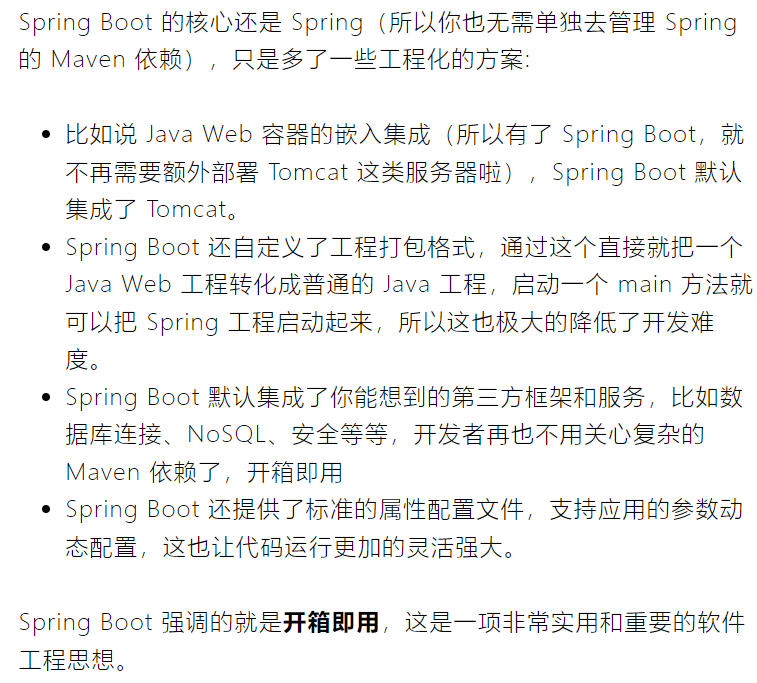 Spring Boot 的核心还是 Spring（所以你也无需单独去管理 Spring
的 Maven 依赖），只是多了一些工程化的方案:
• 比如说 Java Web 容器的嵌入集成（所以有了 Spring Boot，就
不再需要额外部署 Tomcat 这类服务器啦），Spring Boot 默认
集成了 Tomcat。
• Spring Boot 还自定义了工程打包格式，通过这个直接就把一个
Java Web 工程转化成普通的 Java 工程，启动一个 main 方法就
可以把 Spring 工程启动起来，所以这也极大的降低了开发难
度。
• Spring Boot 默认集成了你能想到的第三方框架和服务，比如数
据库连接、NoSQL、安全等等，开发者再也不用关心复杂的
Maven 依赖了，开箱即用
• Spring Boot 还提供了标准的属性配置文件，支持应用的参数动
态配置，这也让代码运行更加的灵活强大。
Spring Boot 强调的就是开箱即用，这是一项非常实用和重要的软件
工程思想。